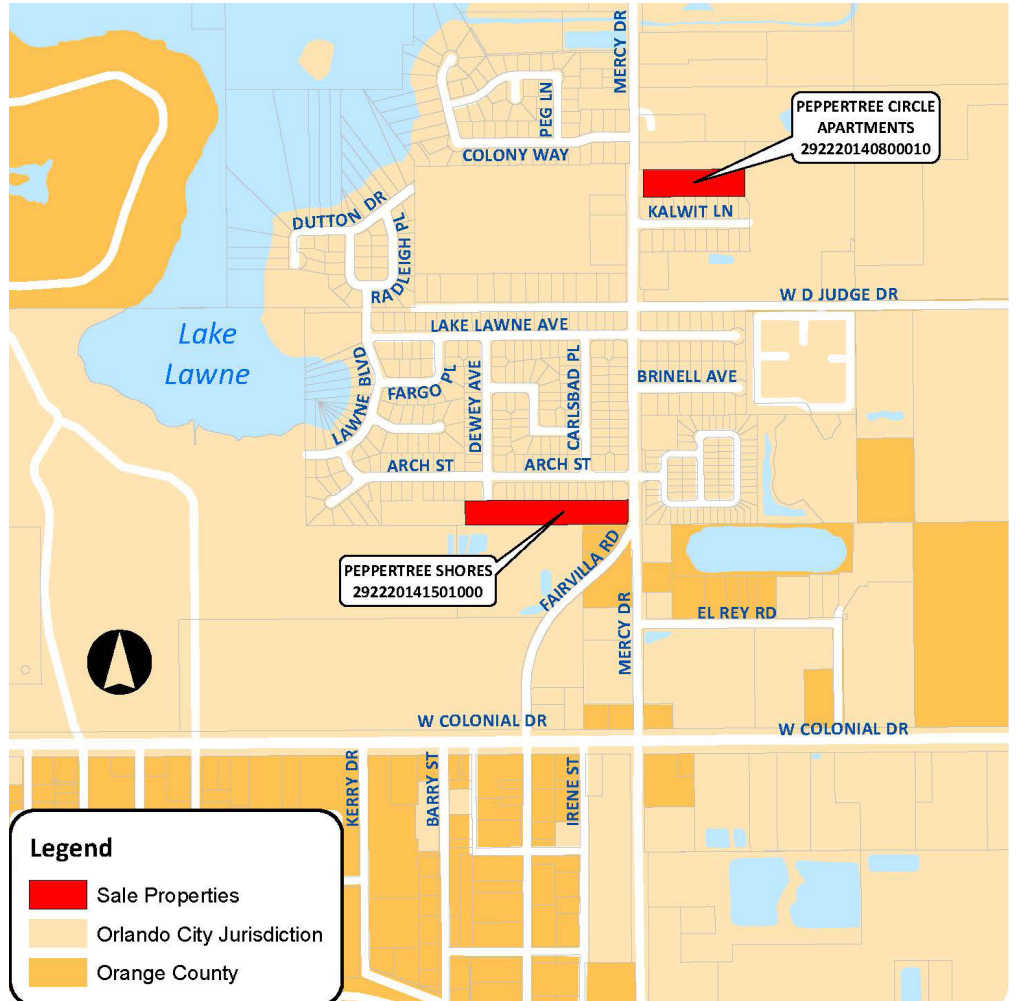 MERCY DR
PEG LN
COLONY WAY
PEPPERTREE CIRCLE
APARTMENTS
292220140800010
DUTTON DR
RADLEIGH PL
KALWIT LN
W D JUDGE DR
Lake
Lawne
LAKE LAWNE AVE
LAWNE BLVD
FARGO PL
DEWEY AVE
CARLSBAD PL
BRINELL AVE
ARCH ST
ARCH ST
PEPPERTREE SHORES
292220141501000
FAIRVILLA RD
MERCY DR
EL REY RD
W COLONIAL DR
W COLONIAL DR
KERRY DR
BARRY ST
IRENE ST
Legend
Sale Properties
Orlando City Jurisdiction
Orange County